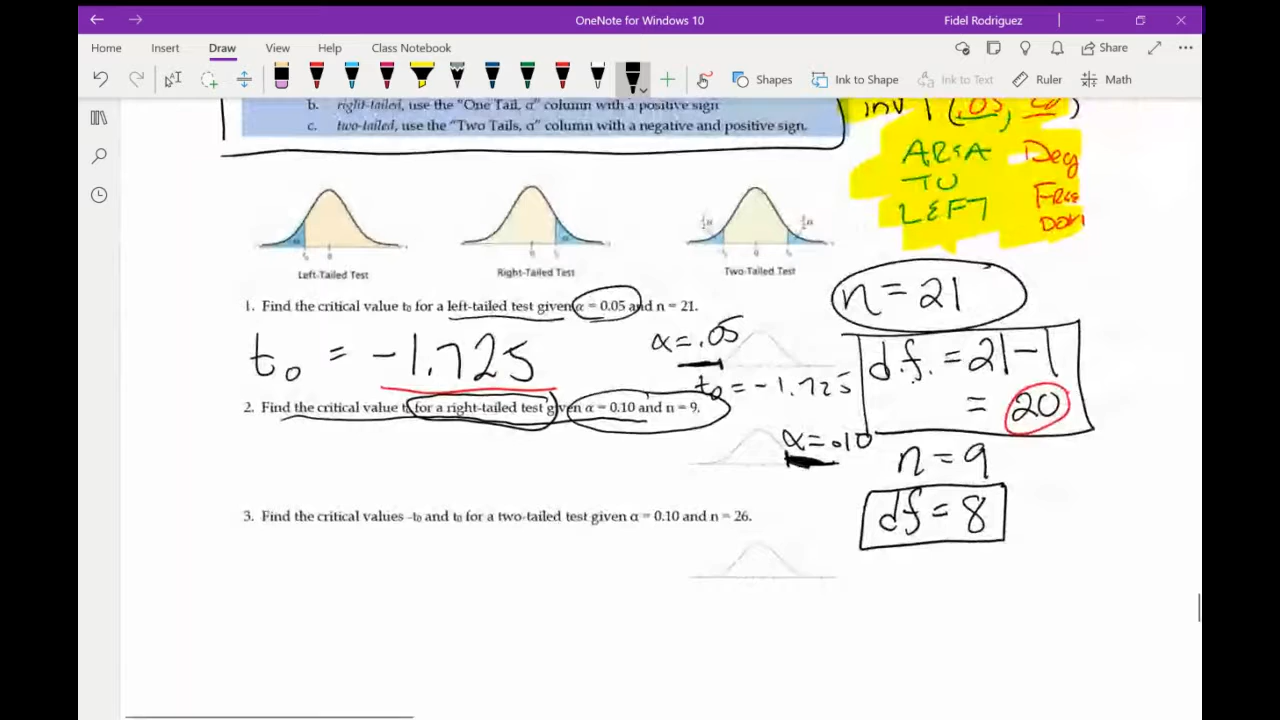 OneNote for Windows 10
Fidel Rodriguez
Home Insert Draw View Help Class Notebook
Share
Shapes Ink to Shape Ink to Text Ruler Math
b. right-tailed, use the "One Tail, α" column with a positive sign
c. two-tailed, use the "Two Tails, α" column with a negative and positive sign.
inv T (.05, 20)
AREA TO LEFT
Deg Free Dom
Left-Tailed Test
Right-Tailed Test
Two-Tailed Test
n = 21
1. Find the critical value t₀ for a left-tailed test given α = 0.05 and n = 21.
α = .05
t₀ = -1.725
d.f. = 21-1
= 20
t₀ = -1.725
2. Find the critical value t₀ for a right-tailed test given α = 0.10 and n = 9.
α = .10
n = 9
df = 8
3. Find the critical values -t₀ and t₀ for a two-tailed test given α = 0.10 and n = 26.